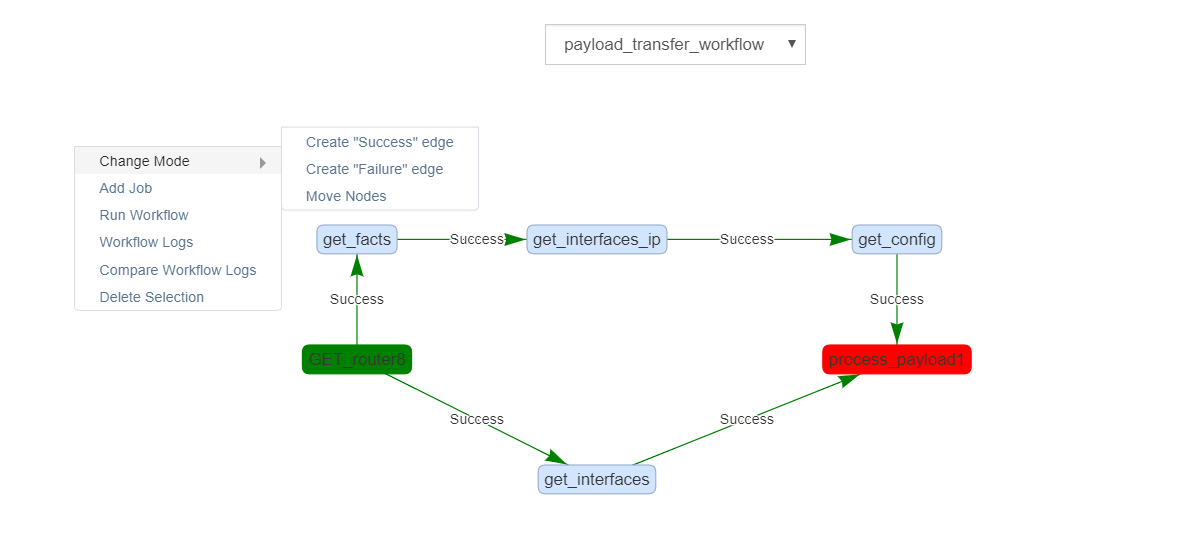 payload_transfer_workflow
Change Mode
Add Job
Run Workflow
Workflow Logs
Compare Workflow Logs
Delete Selection
Create "Success" edge
Create "Failure" edge
Move Nodes
get_facts
Success
get_interfaces_ip
Success
get_config
Success
Success
GET_router8
process_payload1
Success
Success
get_interfaces